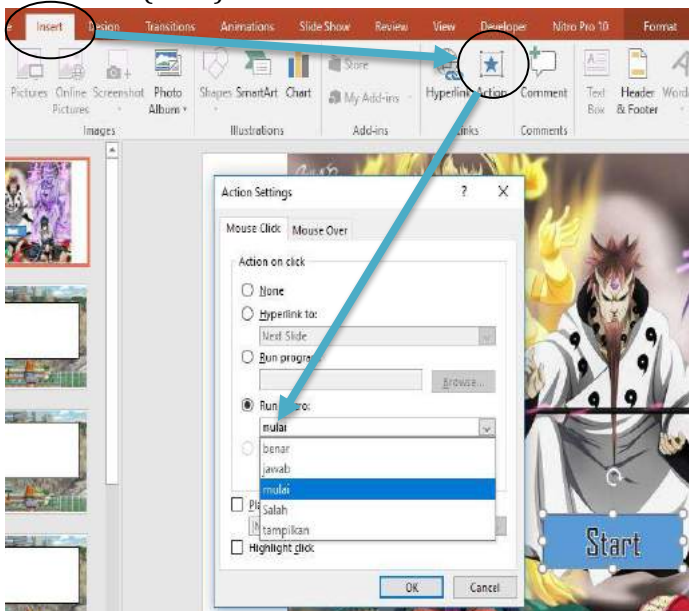 Insert Design Transitions Animations Slide Show Review View Developer Nitro Pro 10 Format
Pictures Online Pictures Screenshot Photo Album Shapes SmartArt Chart Store My Add-ins Hyperlink Action Comment Text Box Header & Footer
Images Illustrations Add-ins Comments
Action Settings ? X
Mouse Click Mouse Over
Action on click
None
Hyperlink to:
Next Slide
Run program:
Browse...
Run
mulai
benar
jawab
mulai
Salah
tampilkan
Highlight click
OK Cancel
Start